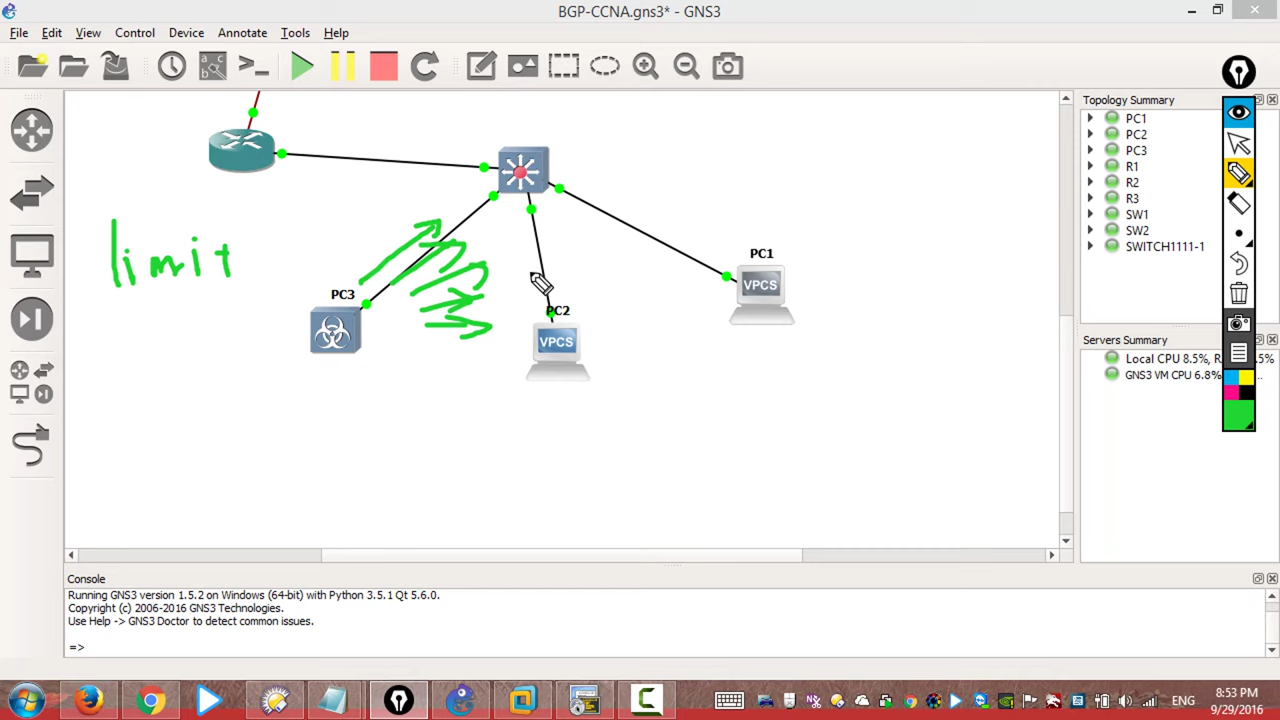 BGP-CCNA.gns3* - GNS3
File Edit View Control Device Annotate Tools Help
a c
b
Topology Summary
PC1
PC2
PC3
R1
R2
R3
SW1
SW2
SWITCH1111-1
limit
PC3
PC1
VPCS
PC2
VPCS
Servers Summary
Local CPU 8.5%, R 5%
GNS3 VM CPU 6.8% ..
Console
Running GNS3 version 1.5.2 on Windows (64-bit) with Python 3.5.1 Qt 5.6.0.
Copyright (c) 2006-2016 GNS3 Technologies.
Use Help -> GNS3 Doctor to detect common issues.
=>
ENG
8:53 PM
9/29/2016